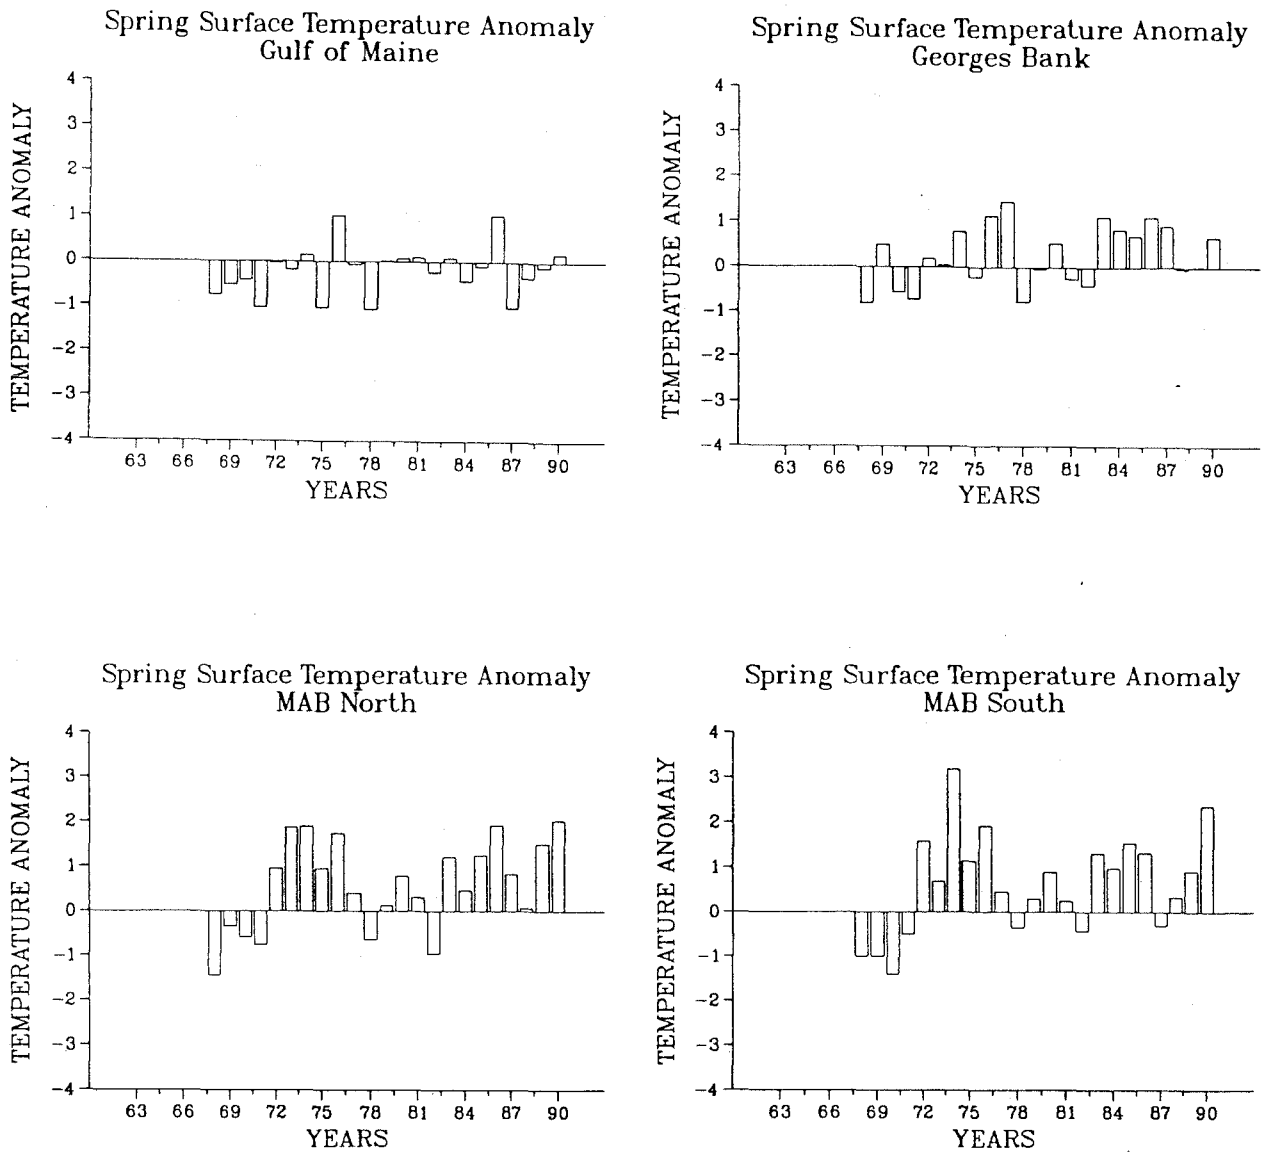 Spring Surface Temperature Anomaly
Gulf of Maine
TEMPERATURE ANOMALY
4
3
2
1
0
-1
-2
-3
-4
63 66 69 72 75 78 81 84 87 90
YEARS
Spring Surface Temperature Anomaly
Georges Bank
TEMPERATURE ANOMALY
4
3
2
1
0
-1
-2
-3
-4
63 66 69 72 75 78 81 84 87 90
YEARS
Spring Surface Temperature Anomaly
MAB North
TEMPERATURE ANOMALY
4
3
2
1
0
-1
-2
-3
-4
63 66 69 72 75 78 81 84 87 90
YEARS
Spring Surface Temperature Anomaly
MAB South
TEMPERATURE ANOMALY
4
3
2
1
0
-1
-2
-3
-4
63 66 69 72 75 78 81 84 87 90
YEARS